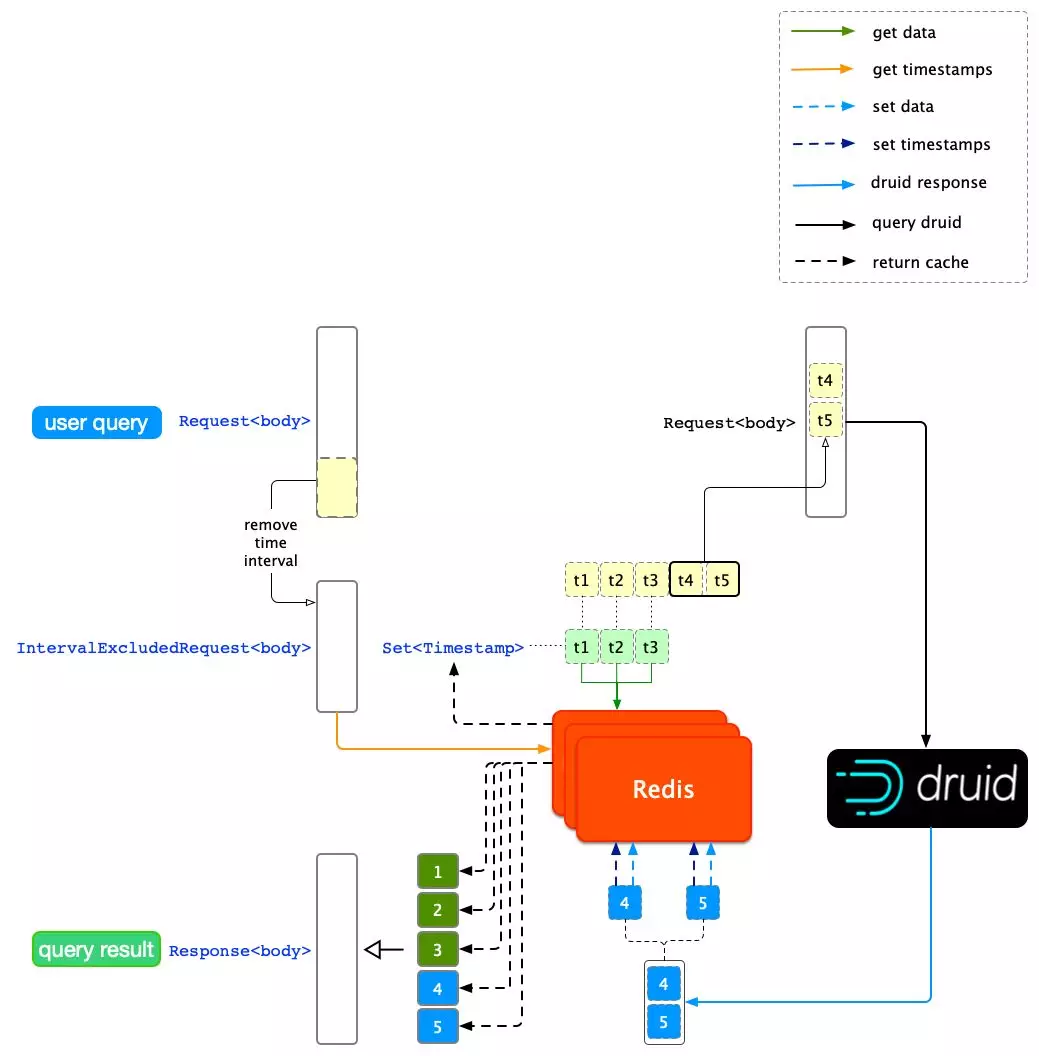 get data
get timestamps
set data
set timestamps
druid response
query druid
return cache
t4
user query
Request<body>
Request<body>
t5
remove
time
interval
t1 t2 t3 t4 t5
IntervalExcludedRequest<body>
Set<Timestamp>
t1 t2 t3
Redis
druid
1
2
3
4
5
4 5
query result
Response<body>
4
5